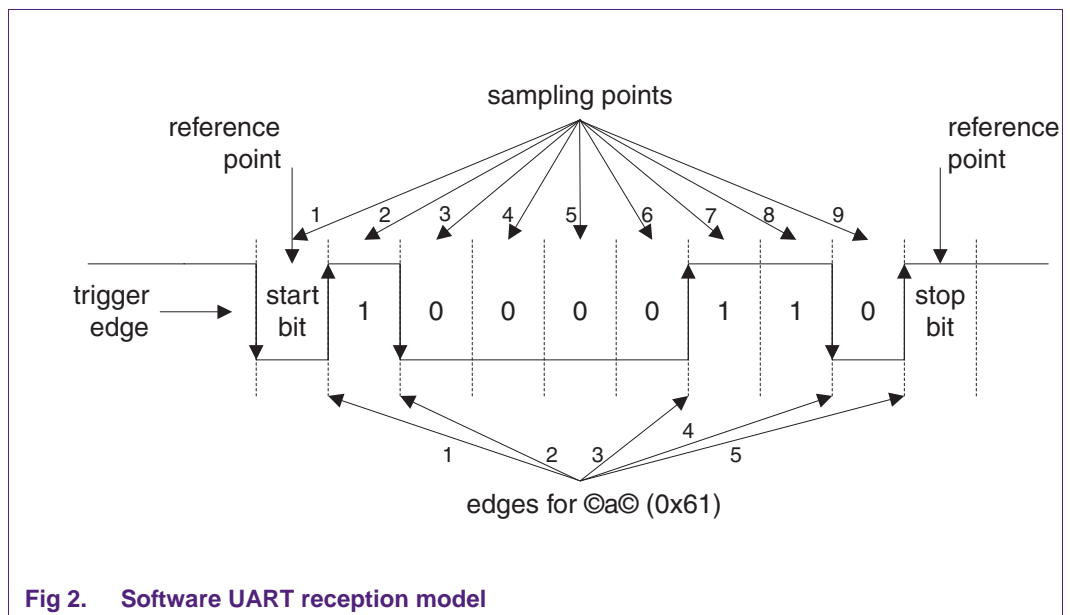 sampling points
reference
point
reference
point
1 2 3 4 5 6 7 8 9
trigger
edge
start
bit
1 0 0 0 0 1 1 0
stop
bit
1 2 3 4 5
edges for ©a© (0x61)
Fig 2. Software UART reception model